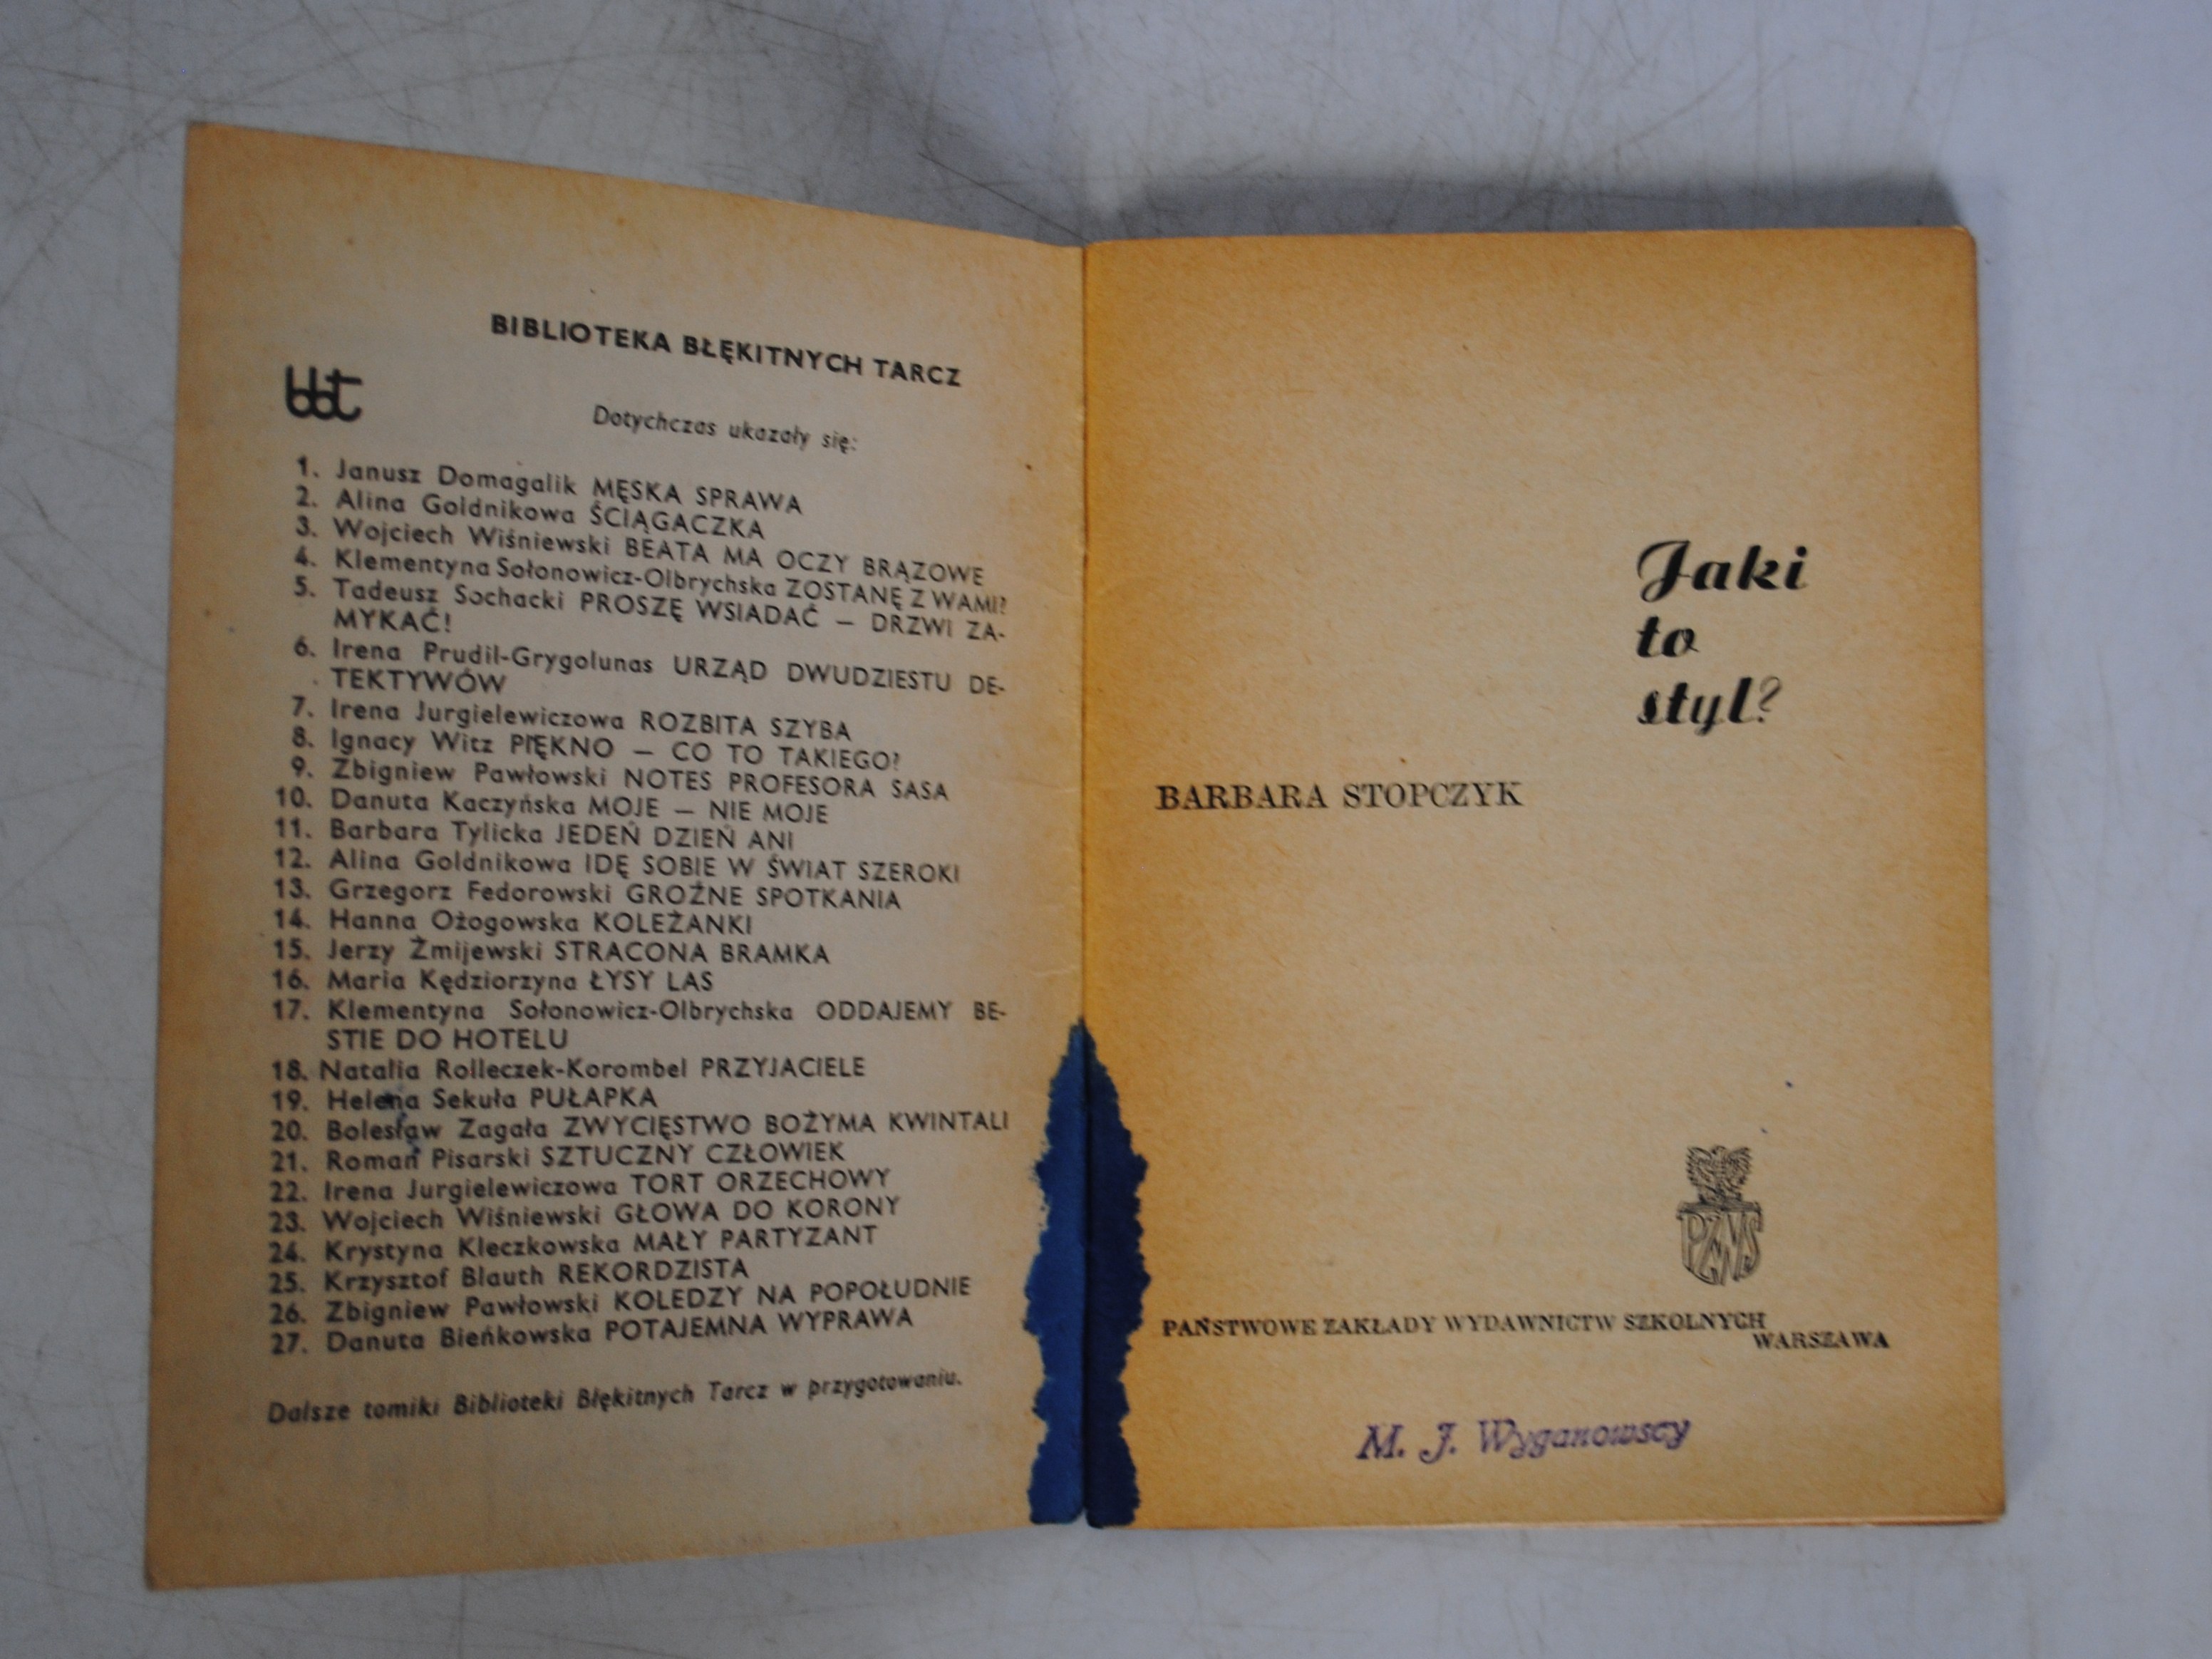 BIBLIOTEKA BŁĘKITNYCH TARCZ
bbt
Dotychczas ukazały się:
1. Janusz Domagalik MĘSKA SPRAWA
2. Alina Goldnikowa ŚCIĄGACZKA
3. Wojciech Wiśniewski BEATA MA OCZY BRĄZOWE
4. Klementyna Sołonowicz-Olbrychska ZOSTANĘ Z WAMI?
5. Tadeusz Sochacki PROSZĘ WSIADAĆ — DRZWI ZA-
MYKAĆ!
6. Irena Prudil-Grygolunas URZĄD DWUDZIESTU DE-
TEKTYWÓW
7. Irena Jurgielewiczowa ROZBITA SZYBA
8. Ignacy Witz PIĘKNO — CO TO TAKIEGO?
9. Zbigniew Pawłowski NOTES PROFESORA SASA
10. Danuta Kaczyńska MOJE — NIE MOJE
11. Barbara Tylicka JEDEŃ DZIEŃ ANI
12. Alina Goldnikowa IDĘ SOBIE W ŚWIAT SZEROKI
13. Grzegorz Fedorowski GROŹNE SPOTKANIA
14. Hanna Ożogowska KOLEŻANKI
15. Jerzy Żmijewski STRACONA BRAMKA
16. Maria Kędziorzyna ŁYSY LAS
17. Klementyna Sołonowicz-Olbrychska ODDAJEMY BE-
STIE DO HOTELU
18. Natalia Rolleczek-Korombel PRZYJACIELE
19. Helena Sekuła PUŁAPKA
20. Bolesław Zagała ZWYCIĘSTWO BOŻYMA KWINTALI
21. Roman Pisarski SZTUCZNY CZŁOWIEK
22. Irena Jurgielewiczowa TORT ORZECHOWY
23. Wojciech Wiśniewski GŁOWA DO KORONY
24. Krystyna Kleczkowska MAŁY PARTYZANT
25. Krzysztof Blauth REKORDZISTA
26. Zbigniew Pawłowski KOLEDZY NA POPOŁUDNIE
27. Danuta Bieńkowska POTAJEMNA WYPRAWA
Dalsze tomiki Biblioteki Błękitnych Tarcz w przygotowaniu.
Jaki
to
styl?
BARBARA STOPCZYK
PZWS
PAŃSTWOWE ZAKŁADY WYDAWNICTW SZKOLNYCH
WARSZAWA
M. J. Wyganowscy